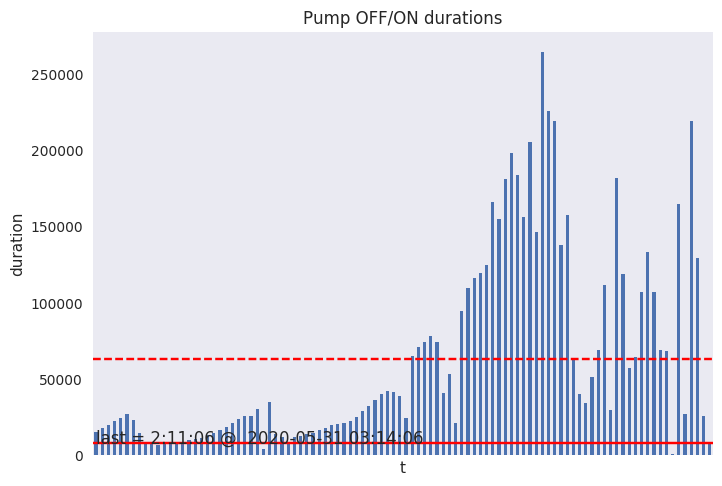 Pump OFF/ON durations
250000
200000
150000
100000
50000
0
duration
last = 2:11:06 @ 2020-05-31 03:14:06
t